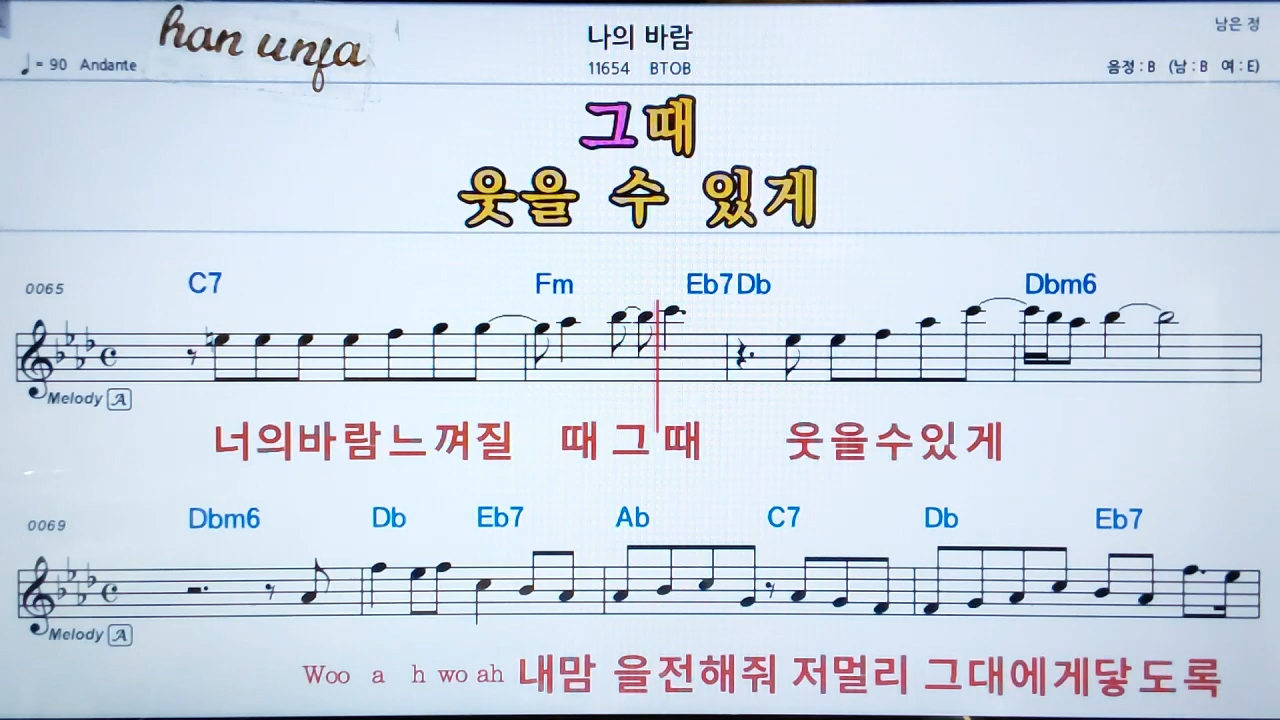 han unja
나의 바람
남은 정
♩= 90 Andante
11654 BTOB
음정 : B (남 : B 여 : E)
그때
웃을 수 있게
0065 C7 Fm Eb7 Db Dbm6
Melody A
너의바람느껴질 때그때 웃을수있게
0069 Dbm6 Db Eb7 Ab C7 Db Eb7
Melody A
Woo a h wo ah 내맘 을전해줘 저멀리 그대에게닿도록